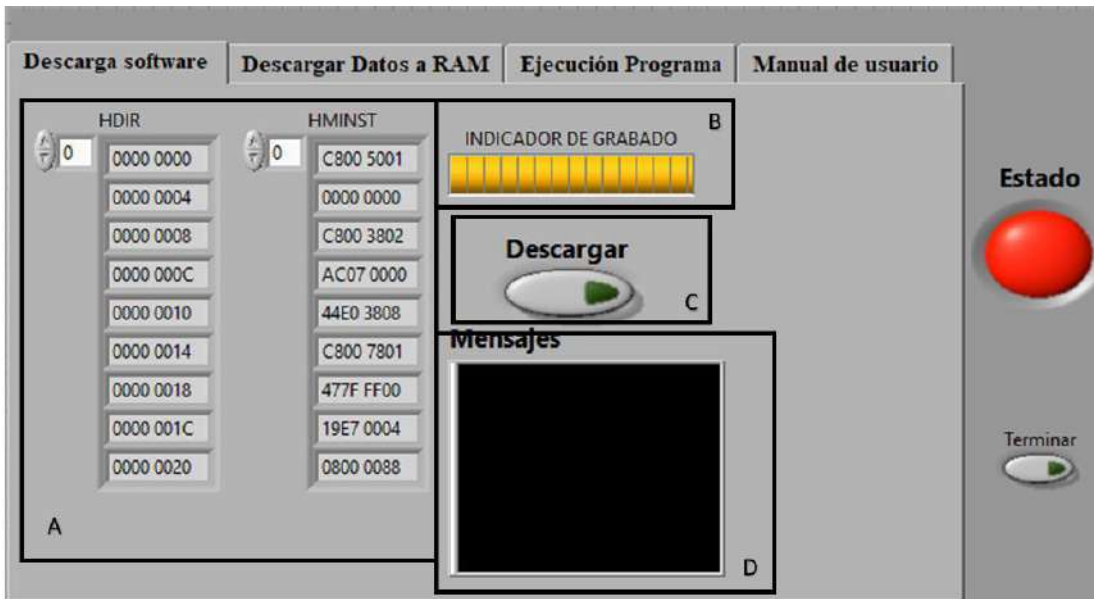 Descarga software
Descargar Datos a RAM
Ejecución Programa
Manual de usuario
HDIR
HMINST
0
0000 0000
0000 0004
0000 0008
0000 000C
0000 0010
0000 0014
0000 0018
0000 001C
0000 0020
0
C800 5001
0000 0000
C800 3802
AC07 0000
44E0 3808
C800 7801
477F FF00
19E7 0004
0800 0088
A
INDICADOR DE GRABADO
B
Descargar
C
Mensajes
D
Estado
Terminar